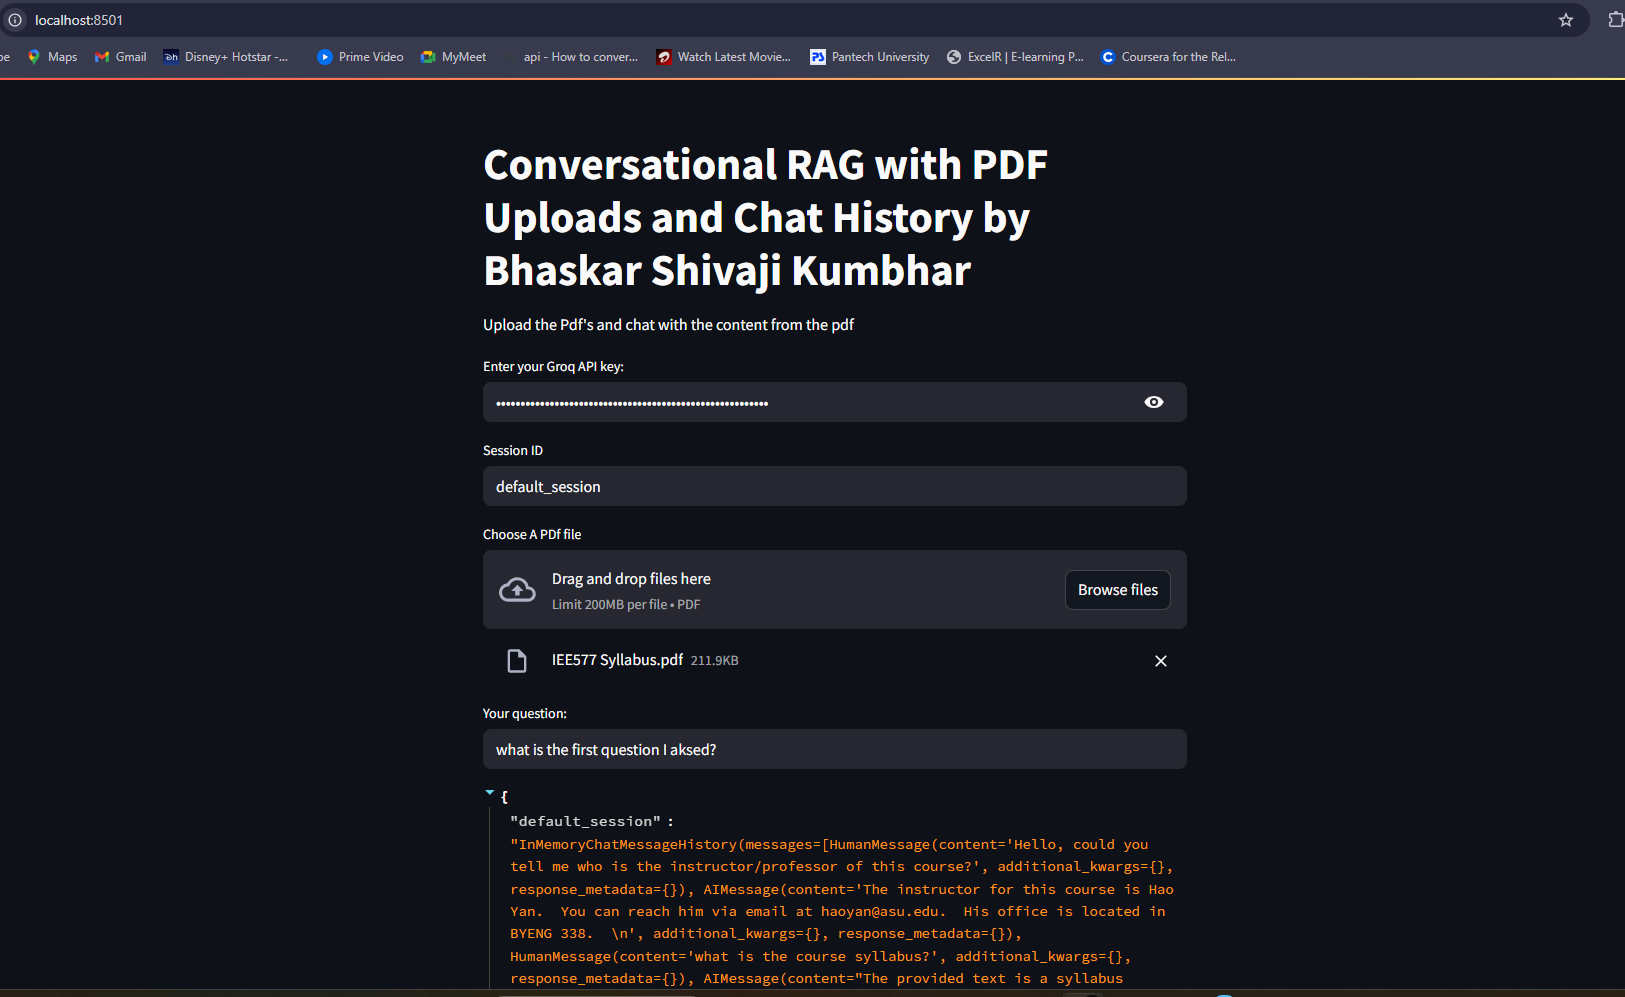 localhost:8501
be Maps Gmail Disney+ Hotstar -... Prime Video MyMeet api - How to conver... Watch Latest Movie... Pantech University ExcelR | E-learning P... Coursera for the Rel...
Conversational RAG with PDF
Uploads and Chat History by
Bhaskar Shivaji Kumbhar
Upload the Pdf's and chat with the content from the pdf
Enter your Groq API key:
Session ID
default_session
Choose A PDf file
Drag and drop files here
Limit 200MB per file • PDF
Browse files
IEE577 Syllabus.pdf 211.9KB
Your question:
what is the first question I aksed?
{
"default_session" :
"InMemoryChatMessageHistory(messages=[HumanMessage(content='Hello, could you
tell me who is the instructor/professor of this course?', additional_kwargs={},
response_metadata={}), AIMessage(content='The instructor for this course is Hao
Yan.  You can reach him via email at haoyan@asu.edu.  His office is located in
BYENG 338.  \n', additional_kwargs={}, response_metadata={}),
HumanMessage(content='what is the course syllabus?', additional_kwargs={},
response_metadata={}), AIMessage(content="The provided text is a syllabus